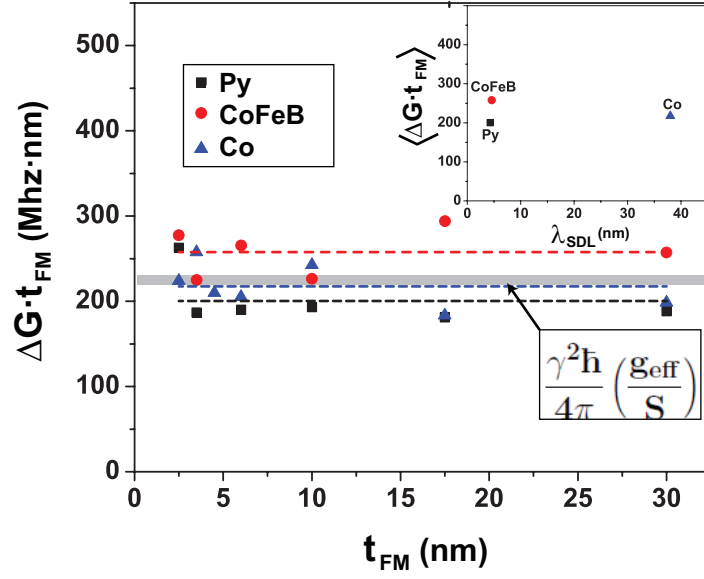 ΔG·t_FM (Mhz·nm)
500
400
300
200
100
0
0 5 10 15 20 25 30
t_FM (nm)
Py
CoFeB
Co
⟨ΔG·t_FM⟩
500
400
300
200
100
0
0 10 20 30 40
λ_SDL (nm)
CoFeB
Py
Co
γ²ħ/4π (g_eff/S)